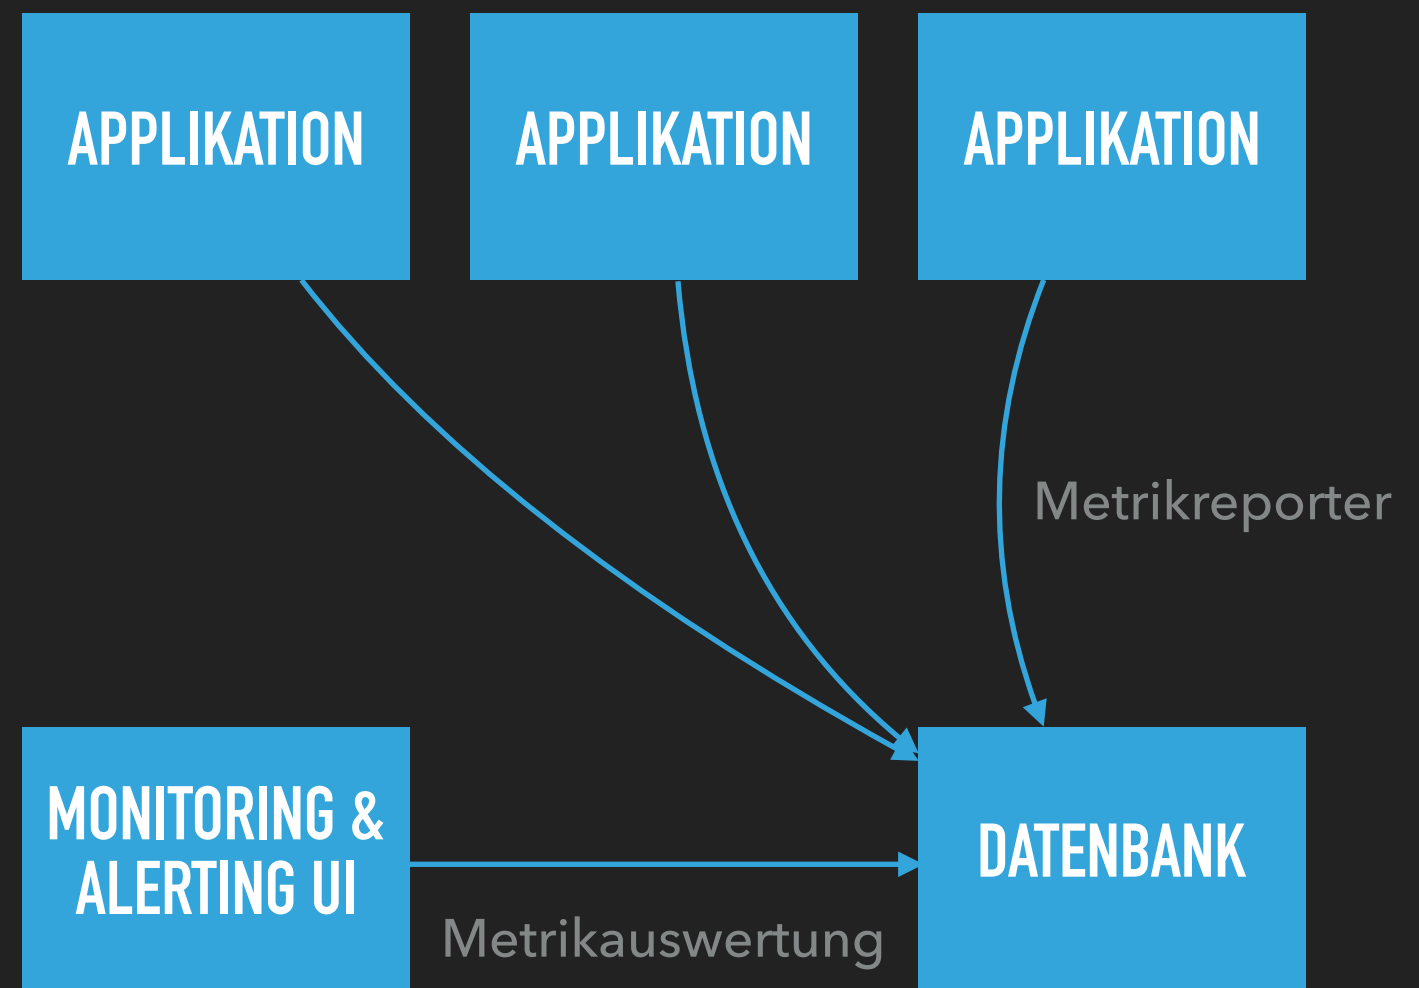 APPLIKATION
APPLIKATION
APPLIKATION
Metrikreporter
MONITORING &
ALERTING UI
DATENBANK
Metrikauswertung